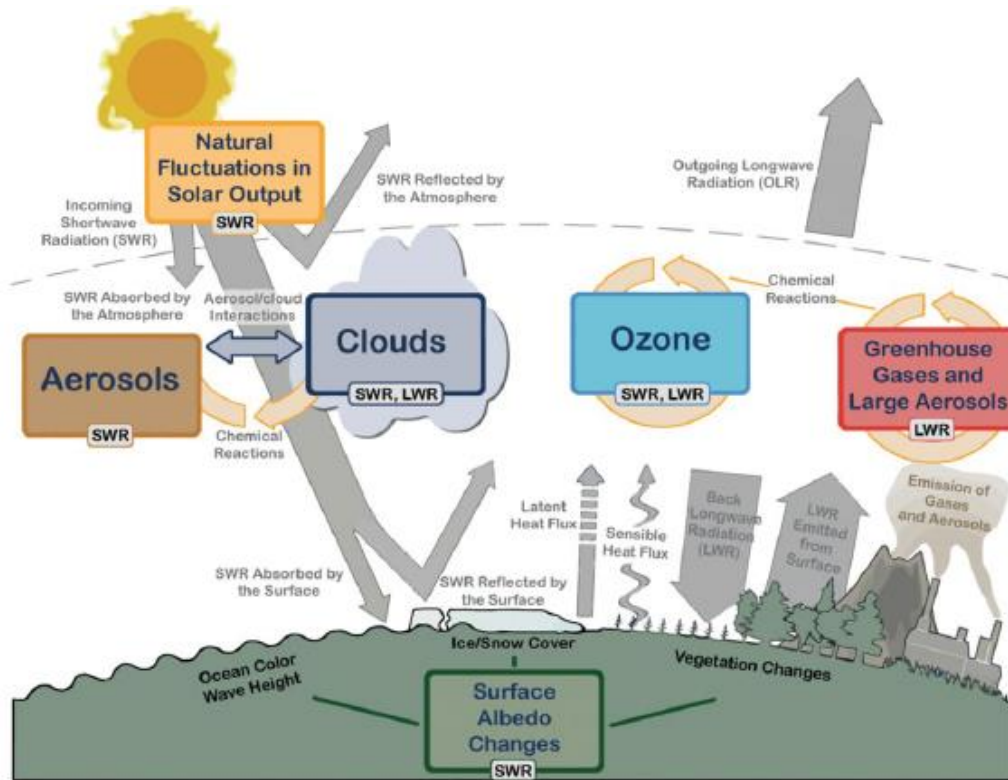 Natural
Fluctuations in
Solar Output
SWR
SWR Reflected by
the Atmosphere
Outgoing Longwave
Radiation (OLR)
Incoming
Shortwave
Radiation (SWR)
SWR Absorbed by
the Atmosphere
Aerosol/cloud
Interactions
Chemical
Reactions
Aerosols
SWR
Clouds
SWR, LWR
Ozone
SWR, LWR
Greenhouse
Gases and
Large Aerosols
LWR
Chemical
Reactions
Emission of
Gases
and Aerosols
Latent
Heat Flux
Sensible
Heat Flux
Back
Longwave
Radiation
(LWR)
LWR
Emitted
from
Surface
SWR Absorbed by
the Surface
SWR Reflected by
the Surface
Ice/Snow Cover
Ocean Color
Wave Height
Vegetation Changes
Surface
Albedo
Changes
SWR